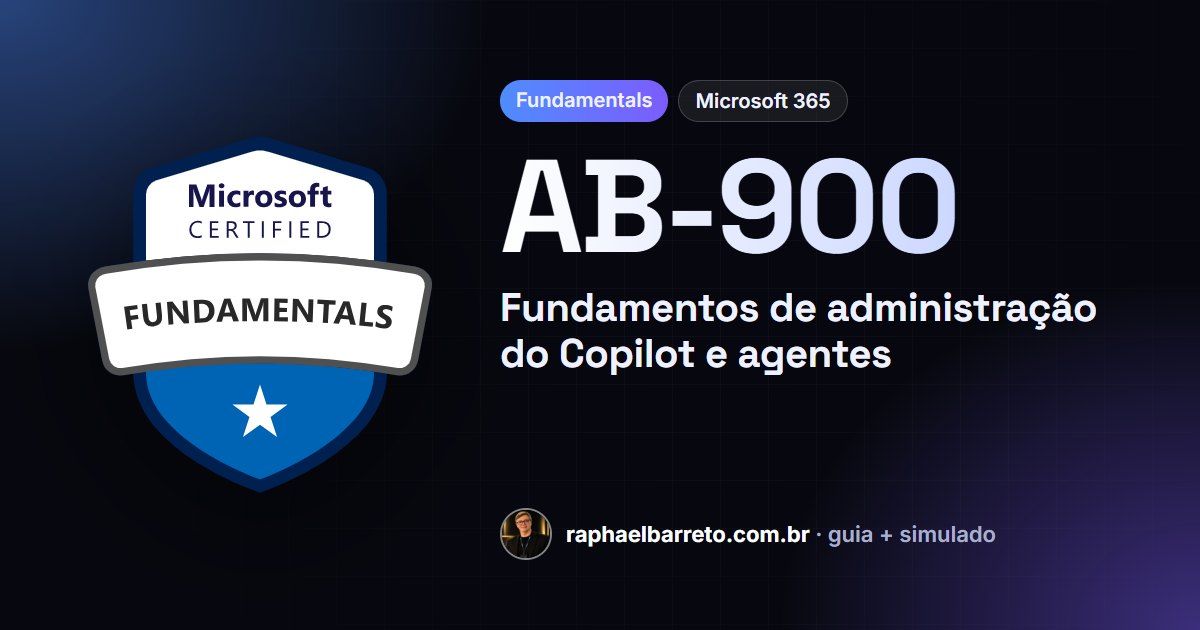 Microsoft
CERTIFIED
FUNDAMENTALS
Fundamentals
Microsoft 365
AB-900
Fundamentos de administração
do Copilot e agentes
raphaelbarreto.com.br · guia + simulado